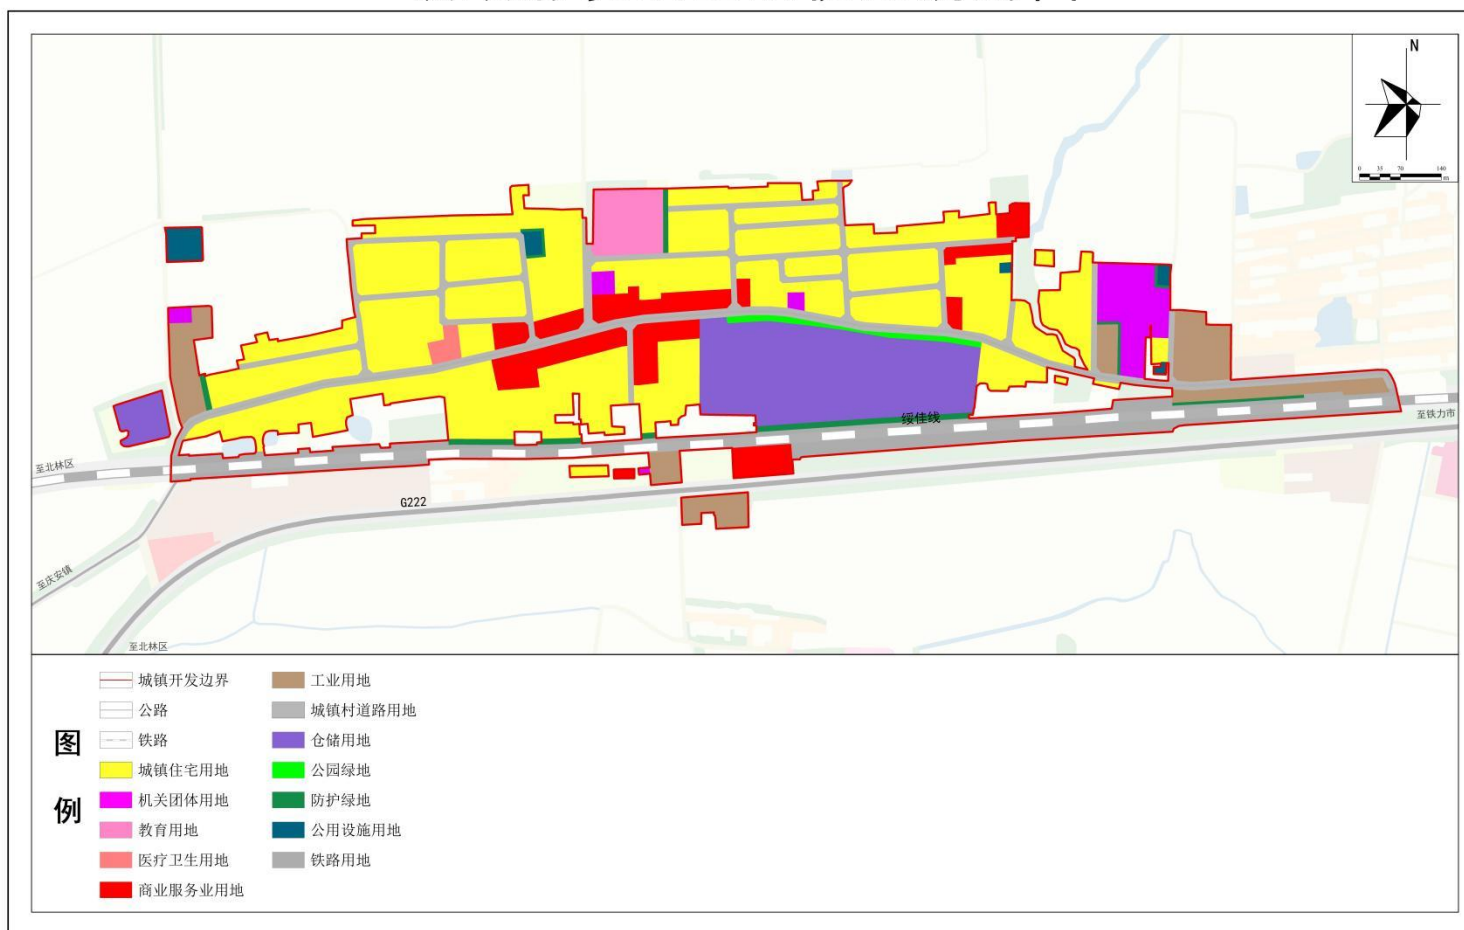 N
0 35 70 140
m
绥佳线
至铁力市
至北林区
G222
至庆安镇
至北林区
图例
城镇开发边界
公路
铁路
城镇住宅用地
机关团体用地
教育用地
医疗卫生用地
商业服务业用地
工业用地
城镇村道路用地
仓储用地
公园绿地
防护绿地
公用设施用地
铁路用地